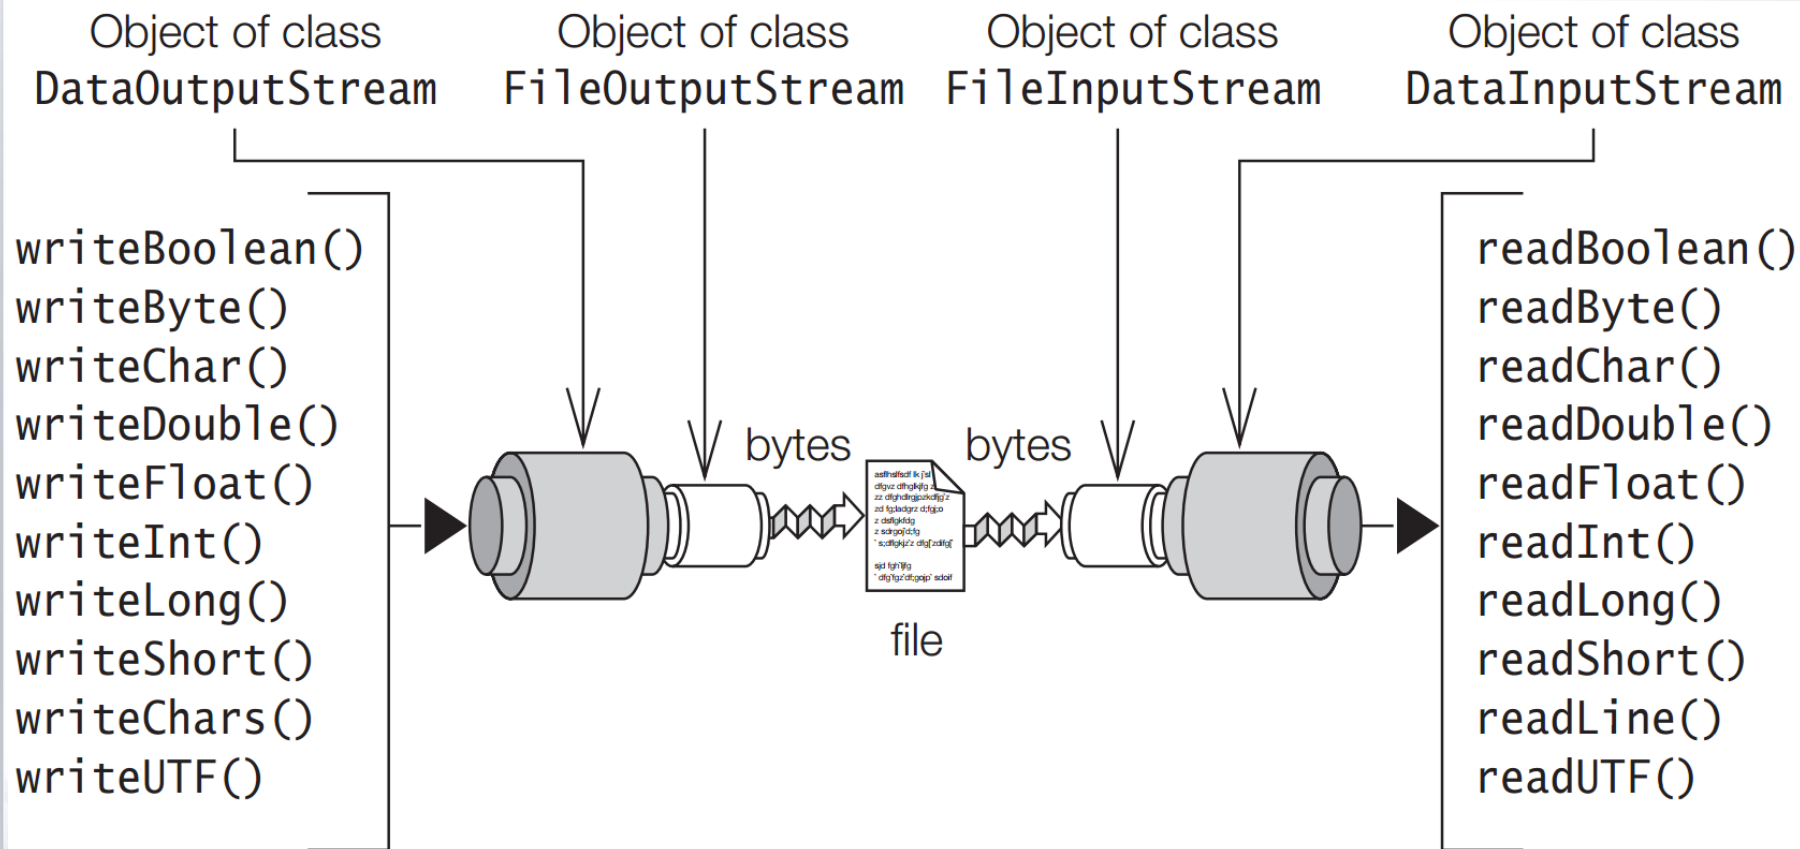 Object of class
DataOutputStream
Object of class
FileOutputStream
Object of class
FileInputStream
Object of class
DataInputStream
writeBoolean()
writeByte()
writeChar()
writeDouble()
writeFloat()
writeInt()
writeLong()
writeShort()
writeChars()
writeUTF()
bytes
bytes
file
readBoolean()
readByte()
readChar()
readDouble()
readFloat()
readInt()
readLong()
readShort()
readLine()
readUTF()